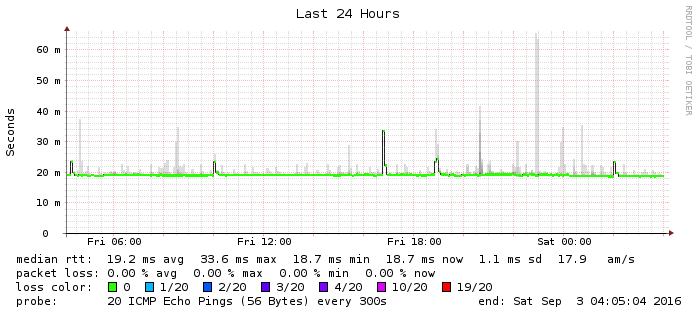 Last 24 Hours
RRDTOOL / TOBI OETIKER
Seconds
60 m
50 m
40 m
30 m
20 m
10 m
0
Fri 06:00 Fri 12:00 Fri 18:00 Sat 00:00
median rtt: 19.2 ms avg 33.6 ms max 18.7 ms min 18.7 ms now 1.1 ms sd 17.9 am/s
packet loss: 0.00 % avg 0.00 % max 0.00 % min 0.00 % now
loss color: 0 1/20 2/20 3/20 4/20 10/20 19/20
probe: 20 ICMP Echo Pings (56 Bytes) every 300s end: Sat Sep 3 04:05:04 2016